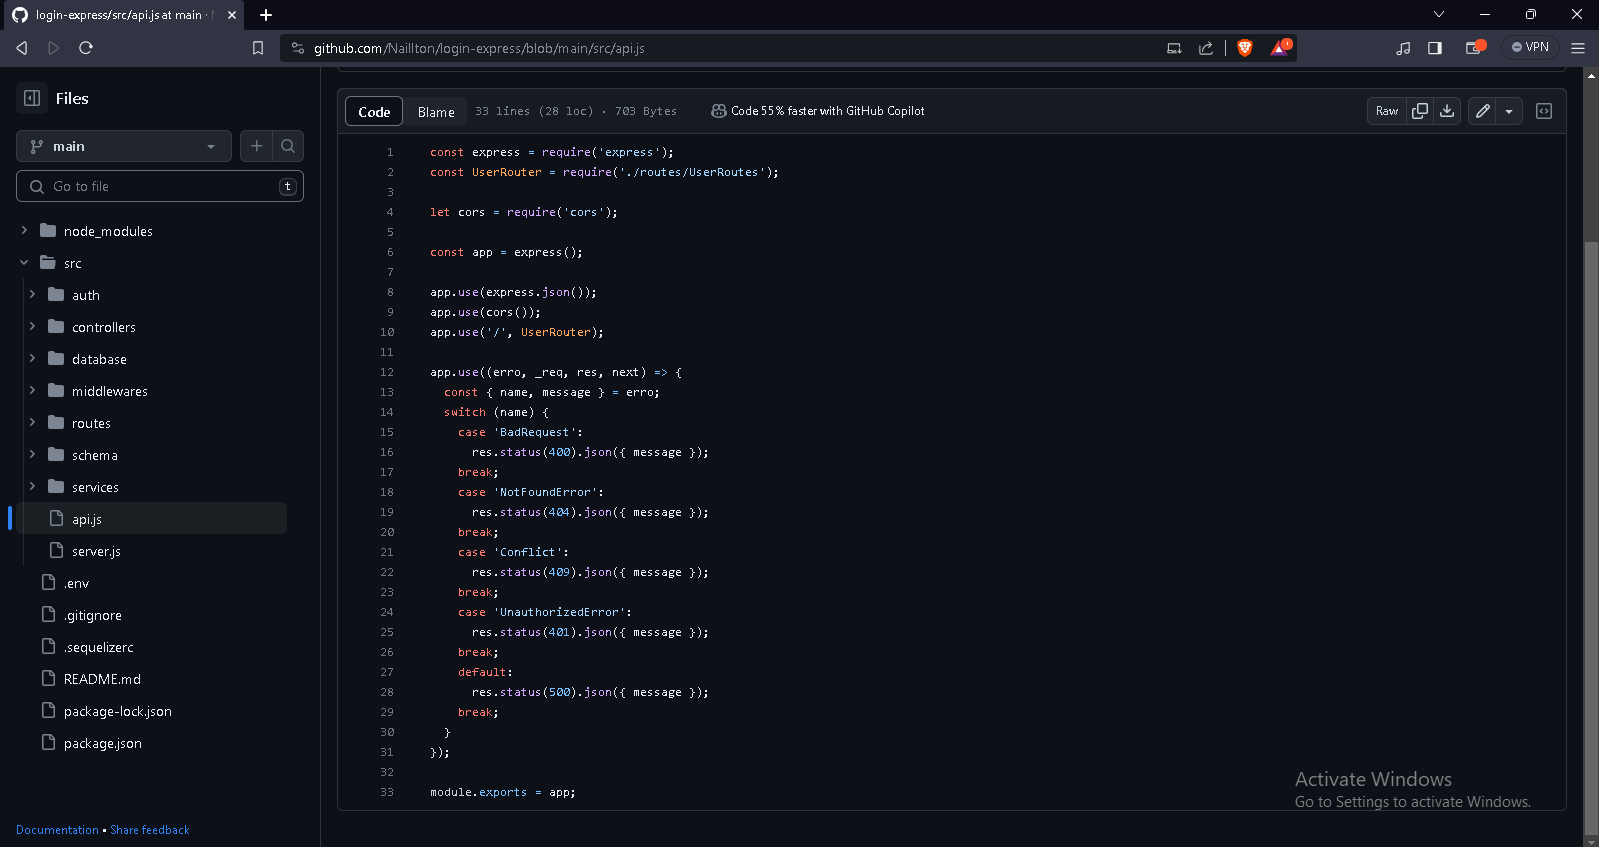 login-express/src/api.js at main ·
github.com/Naillton/login-express/blob/main/src/api.js
1
VPN
Files
main
Go to file
t
node_modules
src
auth
controllers
database
middlewares
routes
schema
services
api.js
server.js
.env
.gitignore
.sequelizerc
README.md
package-lock.json
package.json
Documentation • Share feedback
Code
Blame
33 lines (28 loc) · 703 Bytes
Code 55% faster with GitHub Copilot
Raw
1 const express = require('express');
2 const UserRouter = require('./routes/UserRoutes');
3
4 let cors = require('cors');
5
6 const app = express();
7
8 app.use(express.json());
9 app.use(cors());
10 app.use('/', UserRouter);
11
12 app.use((erro, _req, res, next) => {
13 const { name, message } = erro;
14 switch (name) {
15 case 'BadRequest':
16 res.status(400).json({ message });
17 break;
18 case 'NotFoundError':
19 res.status(404).json({ message });
20 break;
21 case 'Conflict':
22 res.status(409).json({ message });
23 break;
24 case 'UnauthorizedError':
25 res.status(401).json({ message });
26 break;
27 default:
28 res.status(500).json({ message });
29 break;
30 }
31 });
32
33 module.exports = app;
Activate Windows
Go to Settings to activate Windows.